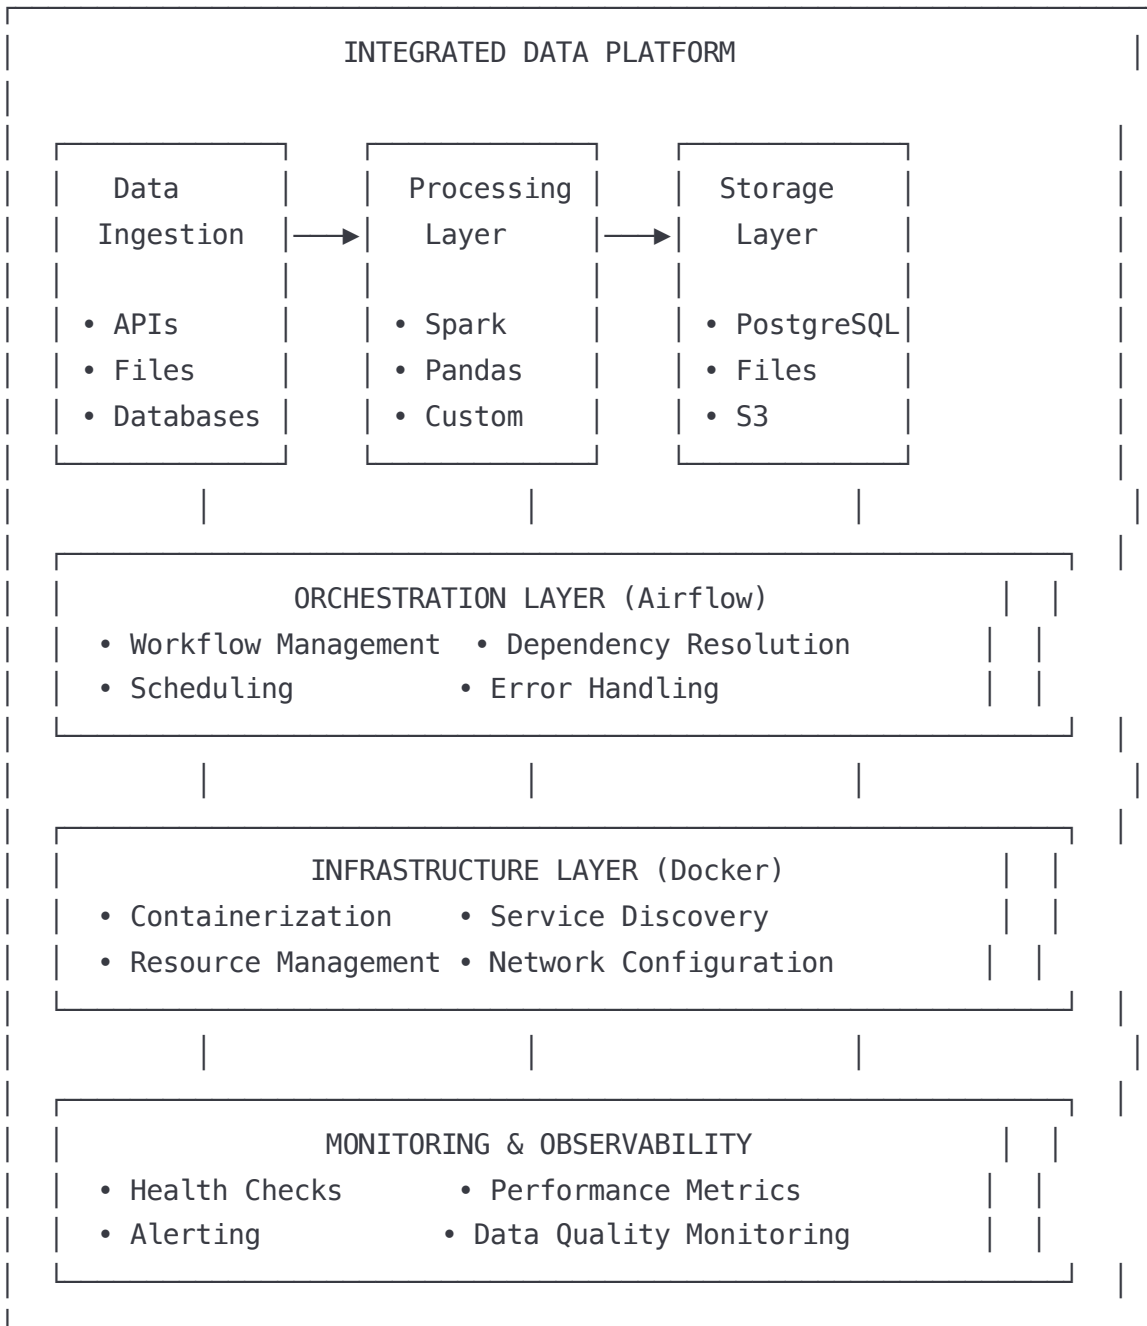 INTEGRATED DATA PLATFORM
Data Processing Storage
Ingestion Layer Layer
• APIs • Spark • PostgreSQL
• Files • Pandas • Files
• Databases • Custom • S3
ORCHESTRATION LAYER (Airflow)
• Workflow Management • Dependency Resolution
• Scheduling • Error Handling
INFRASTRUCTURE LAYER (Docker)
• Containerization • Service Discovery
• Resource Management • Network Configuration
MONITORING & OBSERVABILITY
• Health Checks • Performance Metrics
• Alerting • Data Quality Monitoring